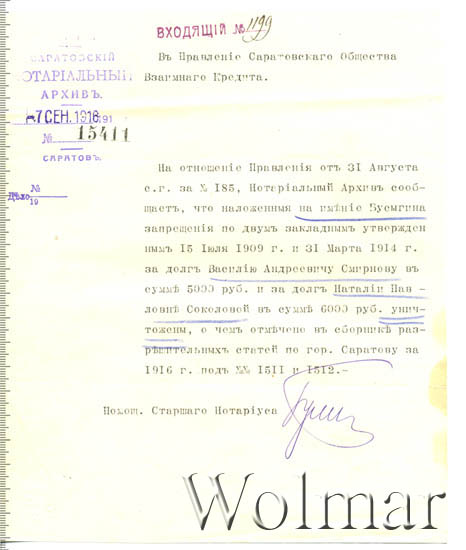 ВХОДЯЩІЙ № 1199
САРАТОВСКІЙ
НОТАРІАЛЬНЫЙ
АРХИВЪ.
-7 СЕН. 1916 191
№ 15411
САРАТОВЪ.
№
Дѣло 19
Въ Правленіе Саратовскаго Общества
Взаимнаго Кредита.
На отношеніе Правленія отъ 31 Августа
с.г. за № 185, Нотаріальный Архивъ сооб-
щаетъ, что наложенныя на имѣніе Бусыгина
запрещенія по двумъ закладнымъ утвержден
нымъ 15 Іюля 1909 г. и 31 Марта 1914 г.
за долгъ Василію Андреевичу Смирнову въ
суммѣ 5000 руб. и за долгъ Наталіи Пав-
ловнѣ Соколовой въ суммѣ 6000 руб. унич-
тожены, о чемъ отмѣчено въ сборникѣ раз-
рѣшительныхъ статей по гор. Саратову за
1916 г. подъ №№ 1511 и 1512.-
Помощ. Старшаго Нотаріуса
Wolmar